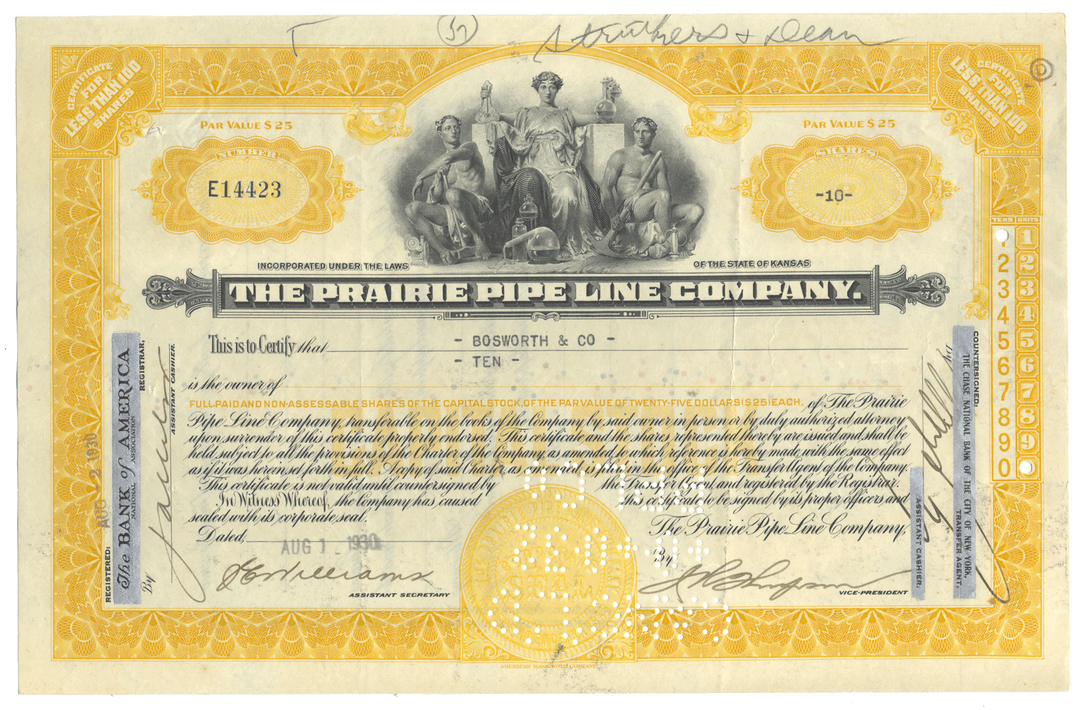 (52)
Struthers & Dean
CERTIFICATE
FOR
LESS THAN 100
SHARES
CERTIFICATE
FOR
LESS THAN 100
SHARES
PAR VALUE $25
PAR VALUE $25
NUMBER
E14423
SHARES
-10-
INCORPORATED UNDER THE LAWS
OF THE STATE OF KANSAS
THE PRAIRIE PIPE LINE COMPANY.
This is to Certify that
- BOSWORTH & CO -
- TEN -
is the owner of
FULL-PAID AND NON-ASSESSABLE SHARES OF THE CAPITAL STOCK OF THE PAR VALUE OF TWENTY-FIVE DOLLARS ($25) EACH, of The Prairie
Pipe Line Company, transferable on the books of the Company by said owner in person or by duly authorized attorney
upon surrender of this certificate properly endorsed. This certificate and the shares represented thereby are issued and shall be
held subject to all the provisions of the Charter of the Company as amended, to which reference is hereby made with the same effect
as if it was herein set forth in full. A copy of said Charter as amended is filed in the office of the Transfer Agent of the Company.
This certificate is not valid until countersigned by the Transfer Agent and registered by the Registrar.
In Witness Whereof, the Company has caused this certificate to be signed by its proper officers and
sealed with its corporate seal.
The Prairie Pipe Line Company,
Dated
AUG 1 - 1930
By
ASSISTANT SECRETARY
VICE-PRESIDENT
AMERICAN BANK NOTE COMPANY
REGISTERED: AUG 22 1930
The BANK of AMERICA
NATIONAL ASSOCIATION
REGISTRAR,
By
ASSISTANT CASHIER.
COUNTERSIGNED:
THE CHASE NATIONAL BANK OF THE CITY OF NEW YORK,
TRANSFER AGENT.
By
ASSISTANT CASHIER.
TENS UNITS
1
2 2
3 3
4 4
5 5
6 6
7 7
8 8
9 9
0